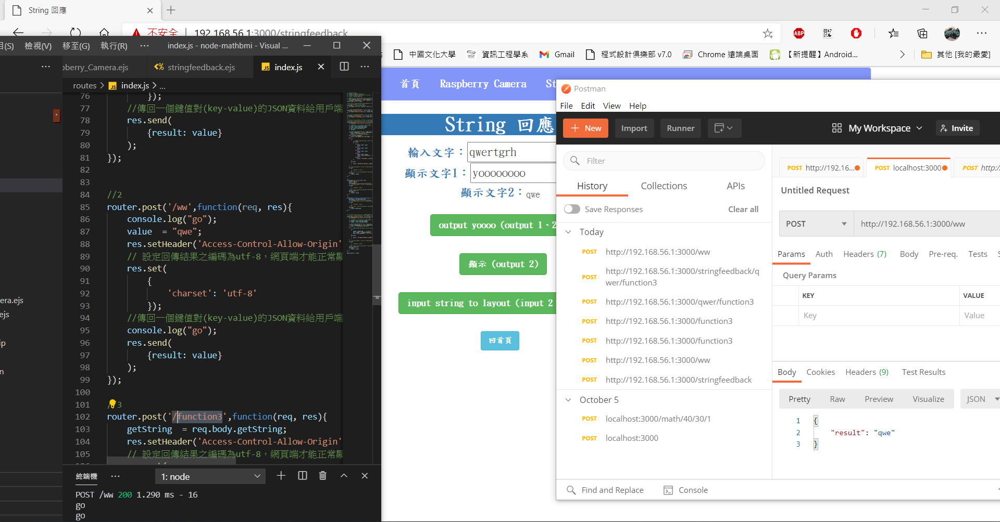 String 回應
不安全 | 192.168.56.1:3000/stringfeedback
ABP
(S) 檢視(V) 移至(G) 執行(R) ... index.js - node-mathbmi - Visual ...
中國文化大學 資訊工程學系 Gmail 程式設計俱樂部 v7.0 Chrome 遠端桌面 【新提醒】Android... 其他 [我的最愛]
... pberry_Camera.ejs stringfeedback.ejs JS index.js ...
routes > JS index.js > ...
76 });
77 //傳回一個鍵值對(key-value)的JSON資料給用戶端
78 res.send(
79 {result: value}
80 );
81 });
82
83
84 //2
85 router.post('/ww',function(req, res){
86 console.log("go");
87 value  = "qwe";
88 res.setHeader('Access-Control-Allow-Origin'
89 // 設定回傳結果之編碼為utf-8，網頁端才能正常顯
90 res.set(
91 {
92 'charset': 'utf-8'
93 });
94 //傳回一個鍵值對(key-value)的JSON資料給用戶端
95 console.log("go");
96 res.send(
97 {result: value}
98 );
99 });
100
101 /3
102 router.post('/function3',function(req, res){
103 getString  = req.body.getString;
104 res.setHeader('Access-Control-Allow-Origin'
105 // 設定回傳結果之編碼為utf-8，網頁端才能正常顯
era.ejs
ejs
ip
n
終端機 ... 1: node
POST /ww 200 1.290 ms - 16
go
go
首頁 Raspberry Camera St
String 回應
輸入文字：qwertgrh
顯示文字1：yoooooooo
顯示文字2：qwe
output yoooo (output 1、2
顯示 (output 2)
input string to layout (input 2
回首頁
Postman
File Edit View Help
+ New Import Runner My Workspace Invite
Filter
History Collections APIs
Save Responses Clear all
Today
POST http://192.168.56.1:3000/ww
POST http://192.168.56.1:3000/stringfeedback/q
wer/function3
POST http://192.168.56.1:3000/qwer/function3
POST http://192.168.56.1:3000/function3
POST http://192.168.56.1:3000/function3
POST http://192.168.56.1:3000/ww
POST http://192.168.56.1:3000/stringfeedback
October 5
POST localhost:3000/math/40/30/1
POST localhost:3000
POST http://192.16... POST localhost:3000 POST http:/
Untitled Request
POST http://192.168.56.1:3000/ww
Params Auth Headers (7) Body Pre-req. Tests S
Query Params
KEY VALUE
Key Value
Body Cookies Headers (9) Test Results
Pretty Raw Preview Visualize JSON
1 {
2 "result": "qwe"
3 }
Find and Replace Console